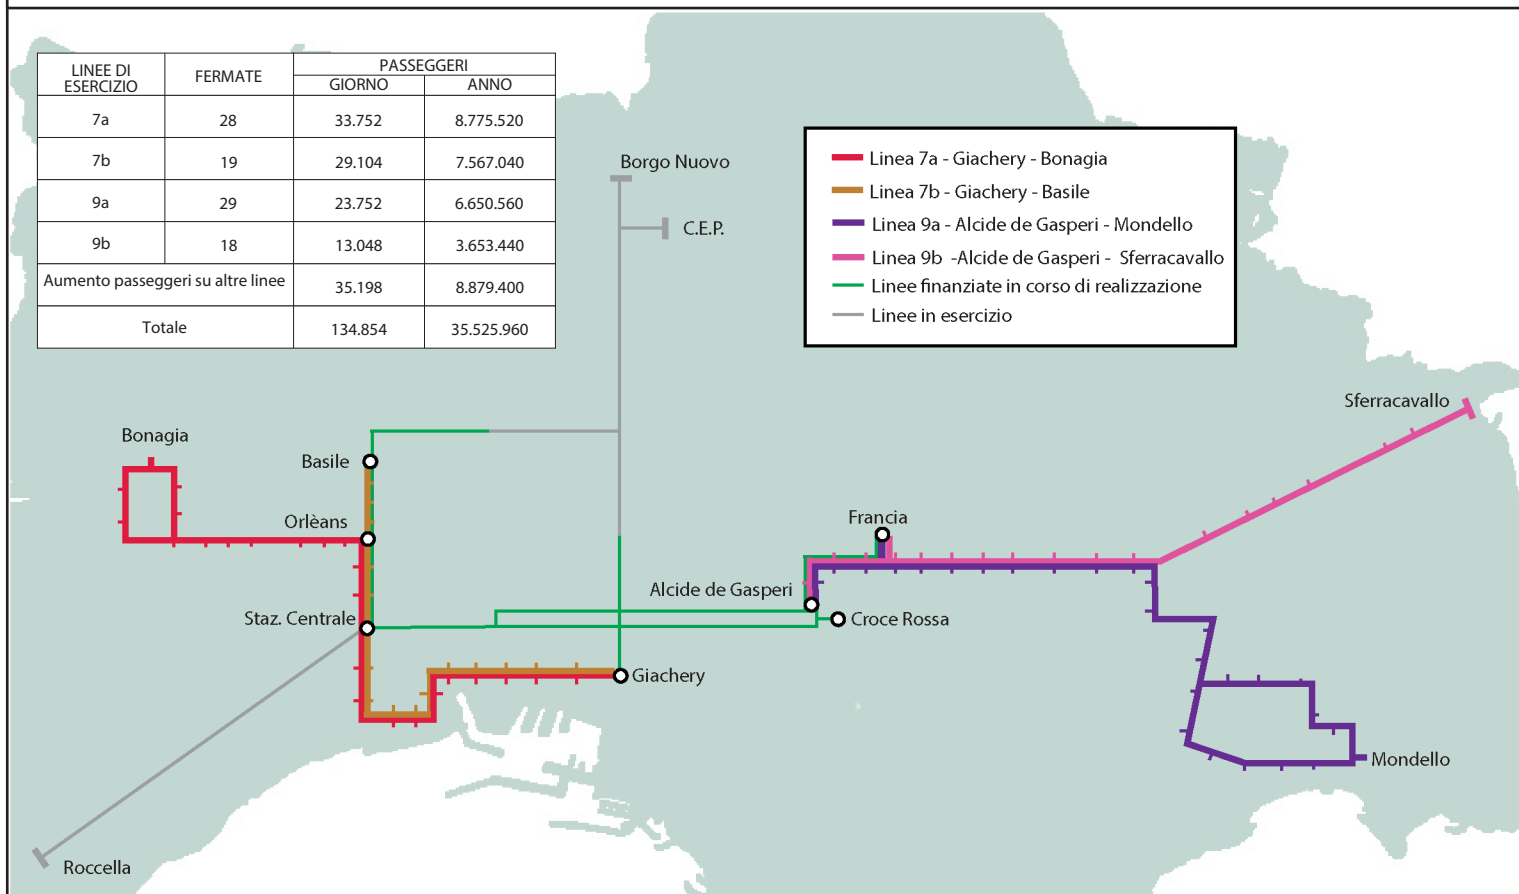 LINEE DI
ESERCIZIO
FERMATE
PASSEGGERI
GIORNO
ANNO
7a 28 33.752 8.775.520
7b 19 29.104 7.567.040
9a 29 23.752 6.650.560
9b 18 13.048 3.653.440
Aumento passeggeri su altre linee 35.198 8.879.400
Totale 134.854 35.525.960
Linea 7a - Giachery - Bonagia
Linea 7b - Giachery - Basile
Linea 9a - Alcide de Gasperi - Mondello
Linea 9b -Alcide de Gasperi - Sferracavallo
Linee finanziate in corso di realizzazione
Linee in esercizio
Borgo Nuovo
C.E.P.
Sferracavallo
Bonagia
Basile
Orlèans
Francia
Alcide de Gasperi
Staz. Centrale
Croce Rossa
Giachery
Mondello
Roccella